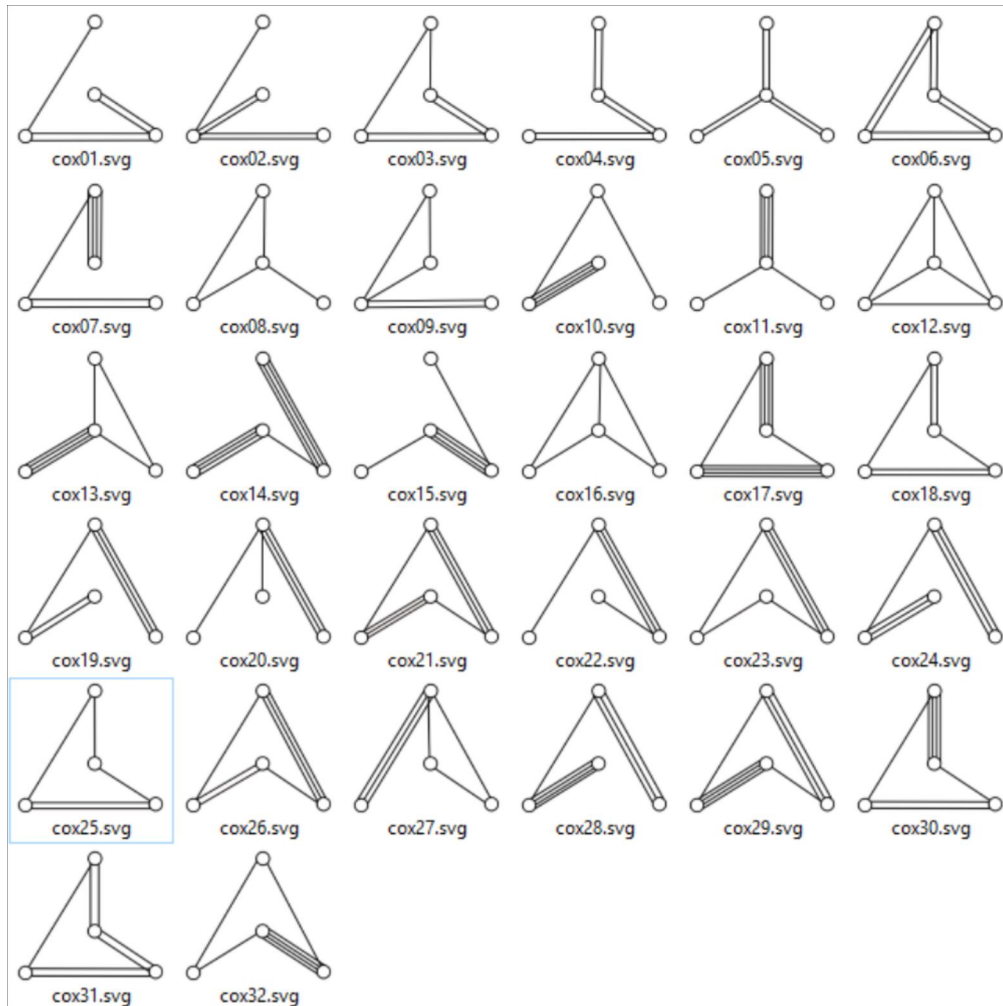 cox01.svg cox02.svg cox03.svg cox04.svg cox05.svg cox06.svg
cox07.svg cox08.svg cox09.svg cox10.svg cox11.svg cox12.svg
cox13.svg cox14.svg cox15.svg cox16.svg cox17.svg cox18.svg
cox19.svg cox20.svg cox21.svg cox22.svg cox23.svg cox24.svg
cox25.svg cox26.svg cox27.svg cox28.svg cox29.svg cox30.svg
cox31.svg cox32.svg